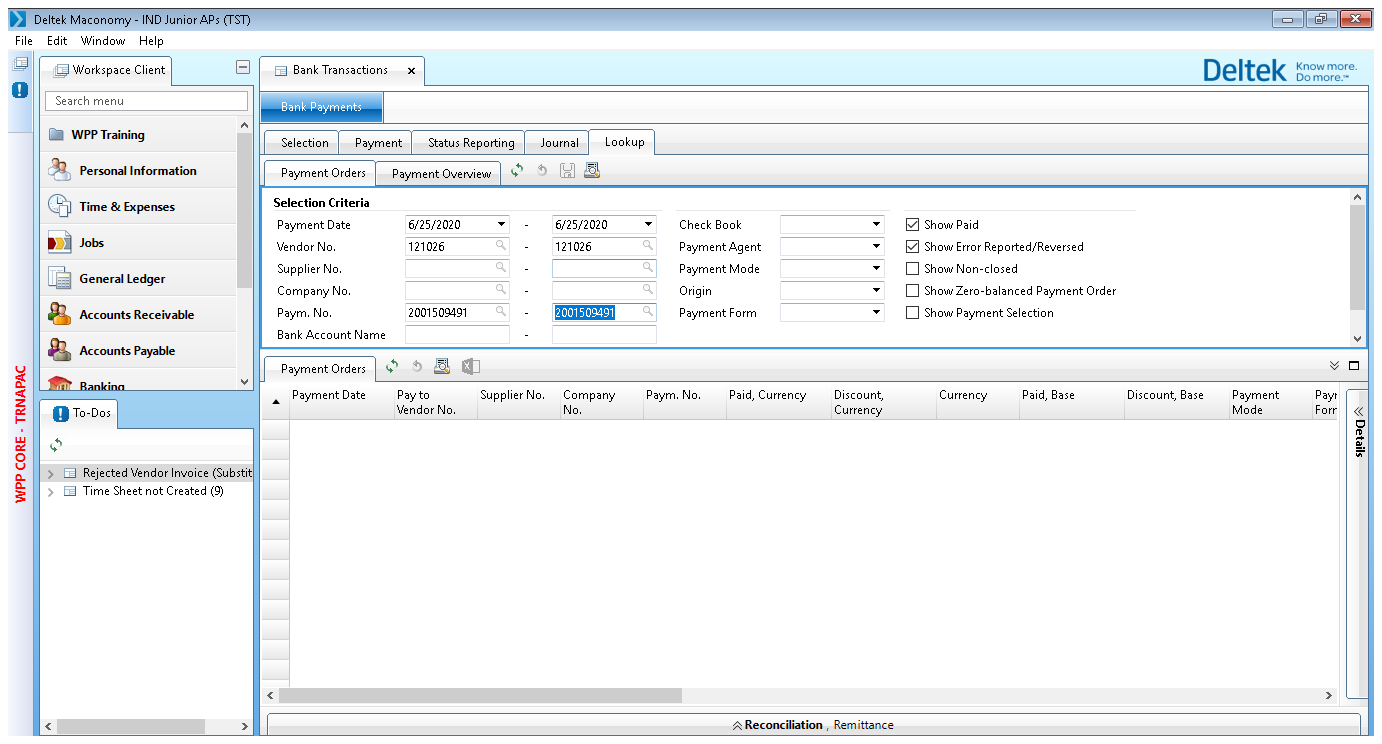 Deltek Maconomy - IND Junior APs (TST)
File Edit Window Help
Workspace Client
Bank Transactions x
Deltek Know more. Do more.™
Search menu
Bank Payments
WPP Training
Personal Information
Time & Expenses
Jobs
General Ledger
Accounts Receivable
Accounts Payable
Banking
Selection Payment Status Reporting Journal Lookup
Payment Orders Payment Overview
Selection Criteria
Payment Date 6/25/2020 - 6/25/2020 Check Book Show Paid
Vendor No. 121026 - 121026 Payment Agent Show Error Reported/Reversed
Supplier No. - Payment Mode Show Non-closed
Company No. - Origin Show Zero-balanced Payment Order
Paym. No. 2001509491 - 2001509491 Payment Form Show Payment Selection
Bank Account Name -
Payment Orders
Payment Date Pay to Vendor No. Supplier No. Company No. Paym. No. Paid, Currency Discount, Currency Currency Paid, Base Discount, Base Payment Mode
Details
To-Dos
Rejected Vendor Invoice (Substit
Time Sheet not Created (9)
WPP CORE - TRNAPAC
Reconciliation , Remittance